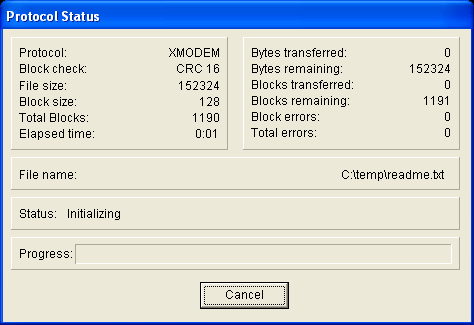 Protocol Status
Protocol: XMODEM
Block check: CRC 16
File size: 152324
Block size: 128
Total Blocks: 1190
Elapsed time: 0:01
Bytes transferred: 0
Bytes remaining: 152324
Blocks transferred: 0
Blocks remaining: 1191
Block errors: 0
Total errors: 0
File name: C:\temp\readme.txt
Status: Initializing
Progress:
Cancel